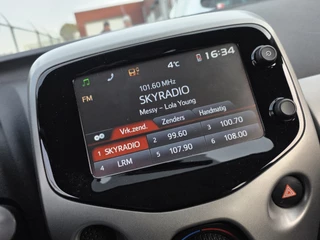 4°C 16:34
FM 101.60 MHz
SKYRADIO
Messy - Lola Young
Vrk.zend. Zenders Handmatig
1 SKYRADIO 2 99.60 3 100.70
4 LRM 5 107.90 6 108.00